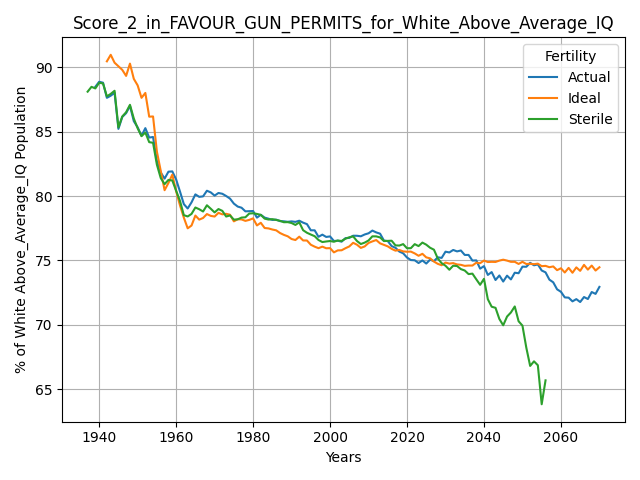 Score_2_in_FAVOUR_GUN_PERMITS_for_White_Above_Average_IQ
% of White Above_Average_IQ Population
90
85
80
75
70
65
Fertility
Actual
Ideal
Sterile
1940 1960 1980 2000 2020 2040 2060
Years